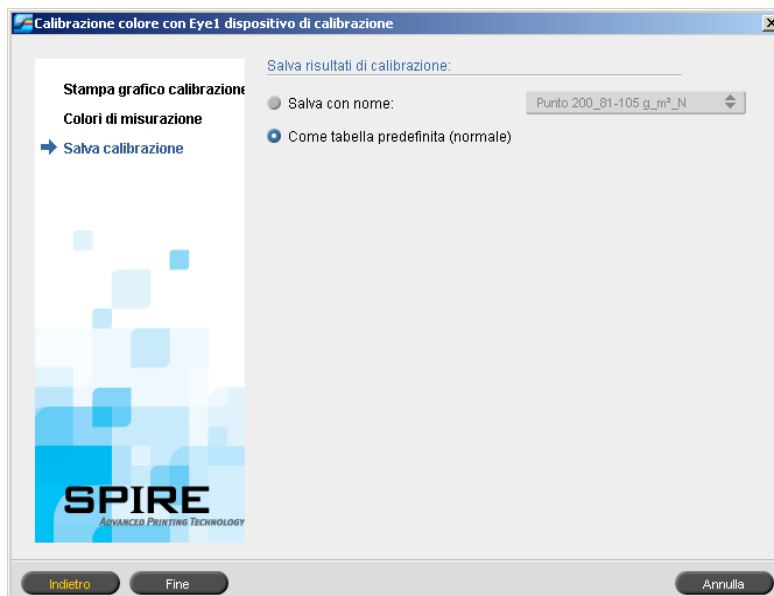 Calibrazione colore con Eye1 dispositivo di calibrazione
Stampa grafico calibrazione
Colori di misurazione
Salva calibrazione
Salva risultati di calibrazione:
Salva con nome:
Punto 200_81-105 g_m²_N
Come tabella predefinita (normale)
SPIRE
ADVANCED PRINTING TECHNOLOGY
Indietro
Fine
Annulla